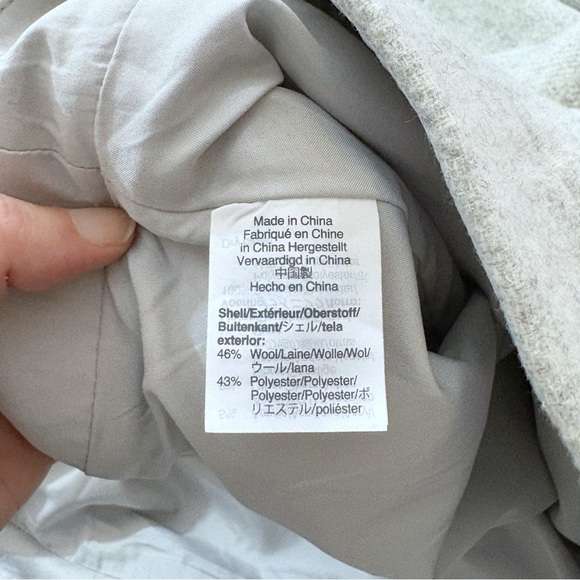 Made in China
Fabriqué en Chine
in China Hergestellt
Vervaardigd in China
中国製
Hecho en China
Shell/Extérieur/Oberstoff/
Buitenkant/シェル/tela
exterior:
46% Wool/Laine/Wolle/Wol/
ウール/lana
43% Polyester/Polyester/
Polyester/Polyester/ポ
リエステル/poliéster